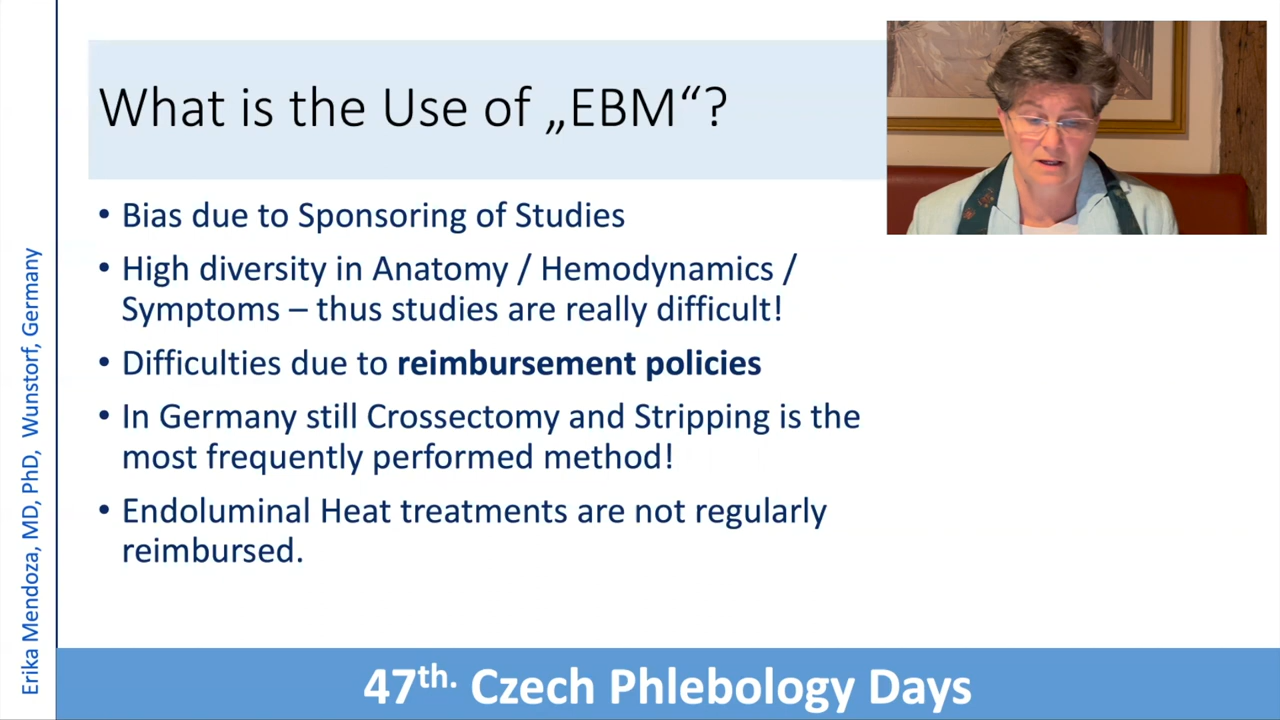 What is the Use of „EBM“?
• Bias due to Sponsoring of Studies
• High diversity in Anatomy / Hemodynamics /
Symptoms – thus studies are really difficult!
• Difficulties due to reimbursement policies
• In Germany still Crossectomy and Stripping is the
most frequently performed method!
• Endoluminal Heat treatments are not regularly
reimbursed.
Erika Mendoza, MD, PhD, Wunstorf, Germany
47th. Czech Phlebology Days